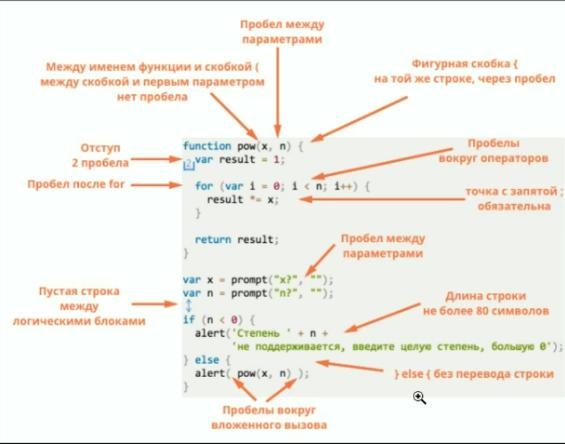 Пробел между
параметрами
Между именем функции и скобкой (
между скобкой и первым параметром
нет пробела
Фигурная скобка {
на той же строке, через пробел
Отступ
2 пробела
Пробел после for
Пробелы
вокруг операторов
точка с запятой ;
обязательна
Пробел между
параметрами
Пустая строка
между
логическими блоками
Длина строки
не более 80 символов
} else { без перевода строки
Пробелы вокруг
вложенного вызова
function pow(x, n) {
2
var result = 1;
for (var i = 0; i < n; i++) {
result *= x;
}
return result;
}
var x = prompt("x?", "");
var n = prompt("n?", "");
if (n < 0) {
alert('Степень ' + n +
'не поддерживается, введите целую степень, большую 0');
} else {
alert( pow(x, n) );
}